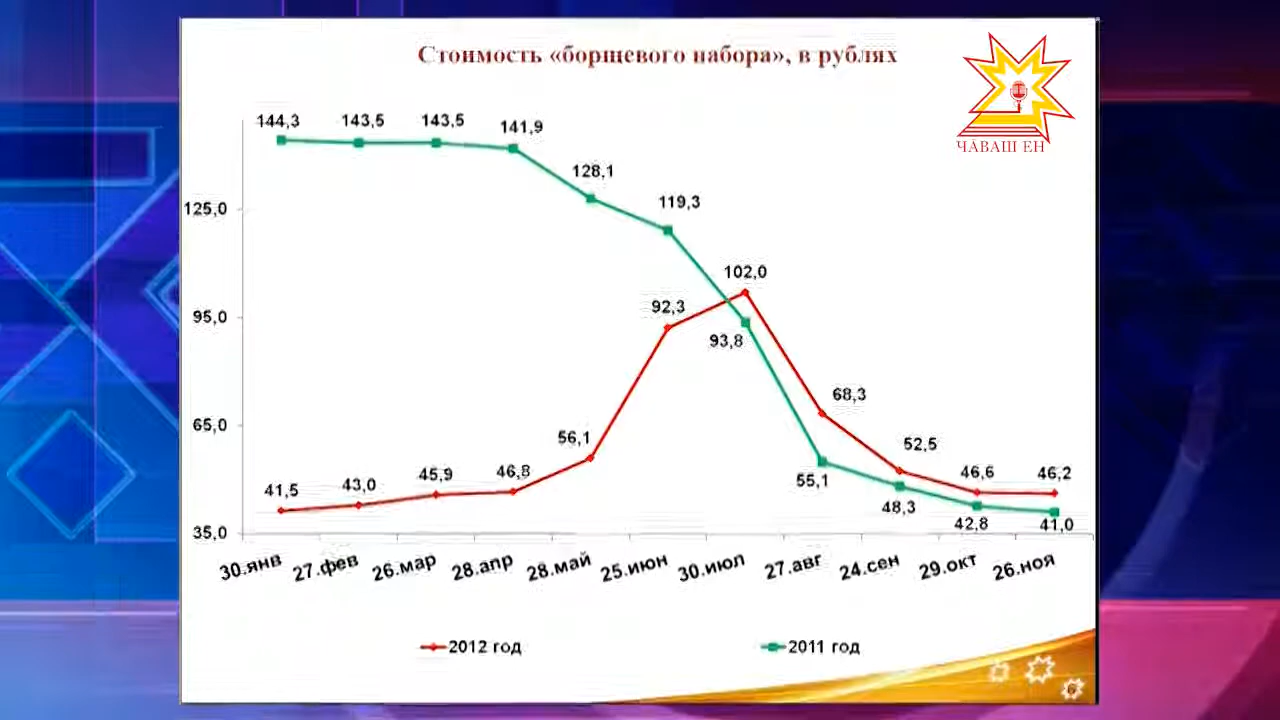 Стоимость «борщевого набора», в рублях
ЧӐВАШ ЕН
144,3
143,5
143,5
141,9
128,1
119,3
102,0
92,3
93,8
68,3
56,1
55,1
52,5
48,3
41,5
43,0
45,9
46,8
46,6
46,2
42,8
41,0
125,0
95,0
65,0
35,0
30.янв
27.фев
26.мар
28.апр
28.май
25.июн
30.июл
27.авг
24.сен
29.окт
26.ноя
2012 год
2011 год